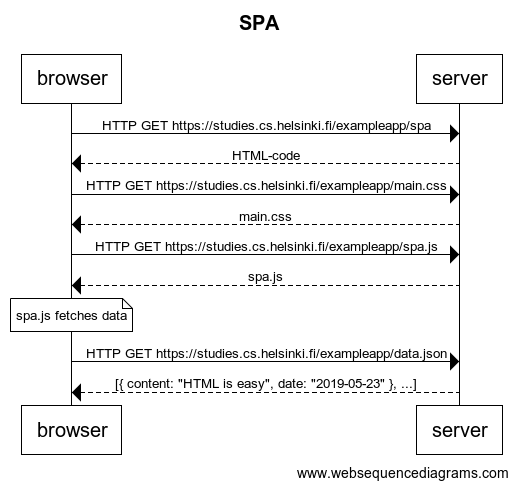 SPA
browser
server
HTTP GET https://studies.cs.helsinki.fi/exampleapp/spa
HTML-code
HTTP GET https://studies.cs.helsinki.fi/exampleapp/main.css
main.css
HTTP GET https://studies.cs.helsinki.fi/exampleapp/spa.js
spa.js
spa.js fetches data
HTTP GET https://studies.cs.helsinki.fi/exampleapp/data.json
[{ content: "HTML is easy", date: "2019-05-23" }, ...]
browser
server
www.websequencediagrams.com